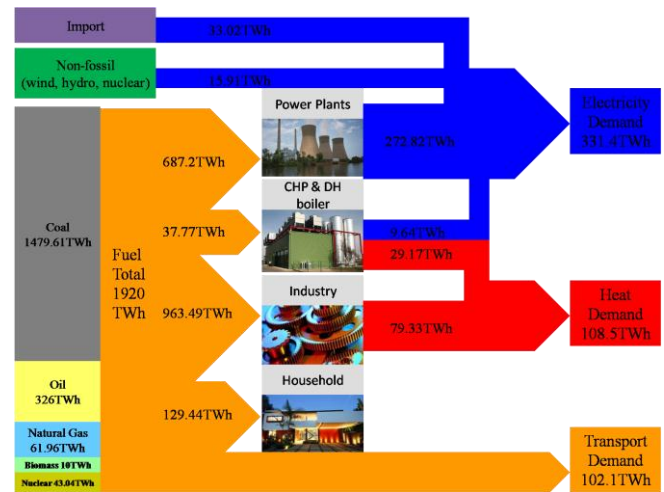 Import
33.02TWh
Non-fossil
(wind, hydro, nuclear)
15.91TWh
Power Plants
Electricity
Demand
331.4TWh
687.2TWh
272.82TWh
CHP & DH
boiler
Coal
1479.61TWh
37.77TWh
9.64TWh
29.17TWh
Fuel
Total
1920
TWh
Industry
963.49TWh
79.33TWh
Heat
Demand
108.5TWh
Oil
326TWh
Household
129.44TWh
Natural Gas
61.96TWh
Biomass 10TWh
Nuclear 43.04TWh
Transport
Demand
102.1TWh